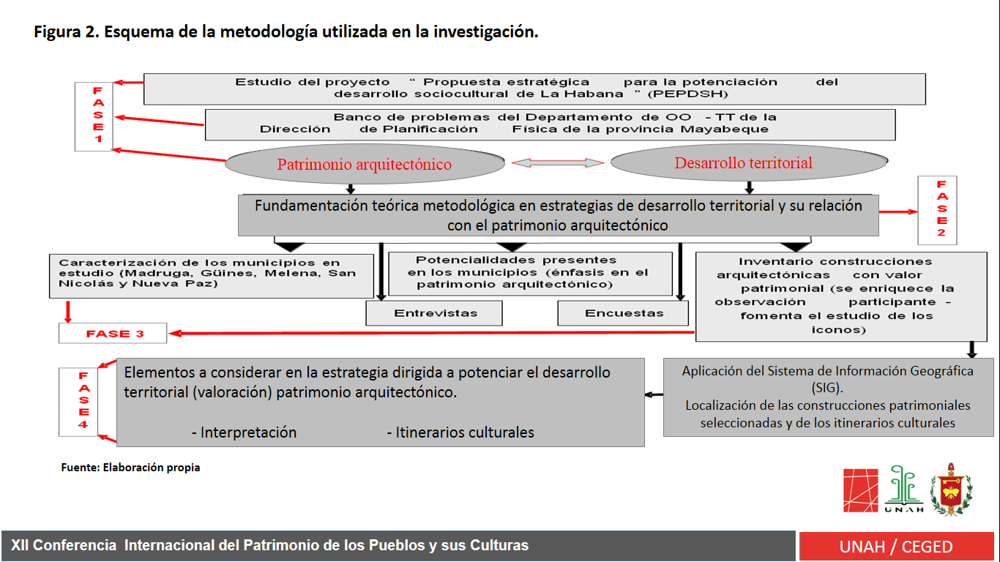 Figura 2. Esquema de la metodología utilizada en la investigación.
Estudio del proyecto “ Propuesta estratégica para la potenciación del
desarrollo sociocultural de La Habana ” (PEPDSH)
FASE 1
Banco de problemas del Departamento de OO - TT de la
Dirección de Planificación Física de la provincia Mayabeque
Patrimonio arquitectónico
Desarrollo territorial
Fundamentación teórica metodológica en estrategias de desarrollo territorial y su relación
con el patrimonio arquitectónico
FASE 2
Caracterización de los municipios en
estudio (Madruga, Güines, Melena, San
Nicolás y Nueva Paz)
Potencialidades presentes
en los municipios (énfasis en el
patrimonio arquitectónico)
Inventario construcciones
arquitectónicas con valor
patrimonial (se enriquece la
observación participante -
fomenta el estudio de los
iconos)
Entrevistas
Encuestas
FASE 3
FASE 4
Elementos a considerar en la estrategia dirigida a potenciar el desarrollo
territorial (valoración) patrimonio arquitectónico.
- Interpretación - Itinerarios culturales
Aplicación del Sistema de Información Geográfica
(SIG).
Localización de las construcciones patrimoniales
seleccionadas y de los itinerarios culturales
Fuente: Elaboración propia
UNAH
XII Conferencia Internacional del Patrimonio de los Pueblos y sus Culturas
UNAH / CEGED